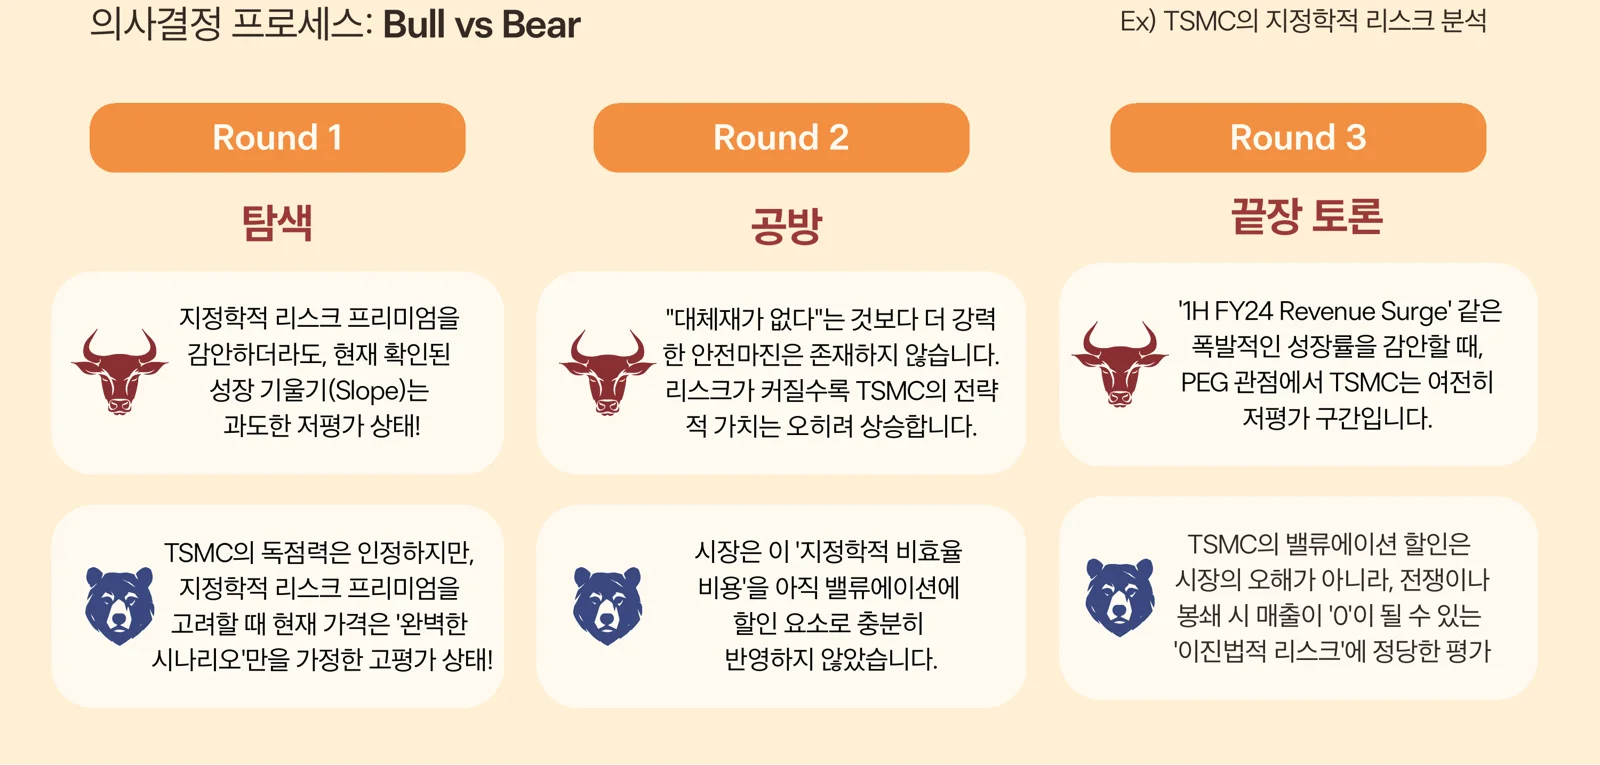 의사결정 프로세스: Bull vs Bear
Ex) TSMC의 지정학적 리스크 분석
Round 1
탐색
지정학적 리스크 프리미엄을
감안하더라도, 현재 확인된
성장 기울기(Slope)는
과도한 저평가 상태!
TSMC의 독점력은 인정하지만,
지정학적 리스크 프리미엄을
고려할 때 현재 가격은 '완벽한
시나리오'만을 가정한 고평가 상태!
Round 2
공방
"대체재가 없다"는 것보다 더 강력
한 안전마진은 존재하지 않습니다.
리스크가 커질수록 TSMC의 전략
적 가치는 오히려 상승합니다.
시장은 이 '지정학적 비효율
비용'을 아직 밸류에이션에
할인 요소로 충분히
반영하지 않았습니다.
Round 3
끝장 토론
'1H FY24 Revenue Surge' 같은
폭발적인 성장률을 감안할 때,
PEG 관점에서 TSMC는 여전히
저평가 구간입니다.
TSMC의 밸류에이션 할인은
시장의 오해가 아니라, 전쟁이나
봉쇄 시 매출이 '0'이 될 수 있는
'이진법적 리스크'에 정당한 평가